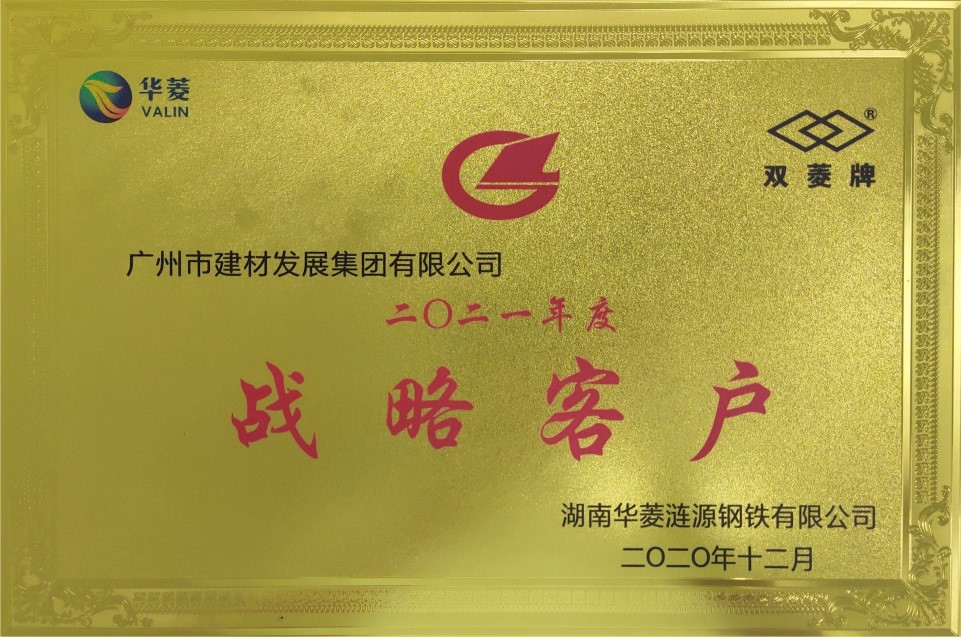 华菱
VALIN
®
双菱牌
广州市建材发展集团有限公司
二〇二一年度
战略客户
湖南华菱涟源钢铁有限公司
二〇二〇年十二月